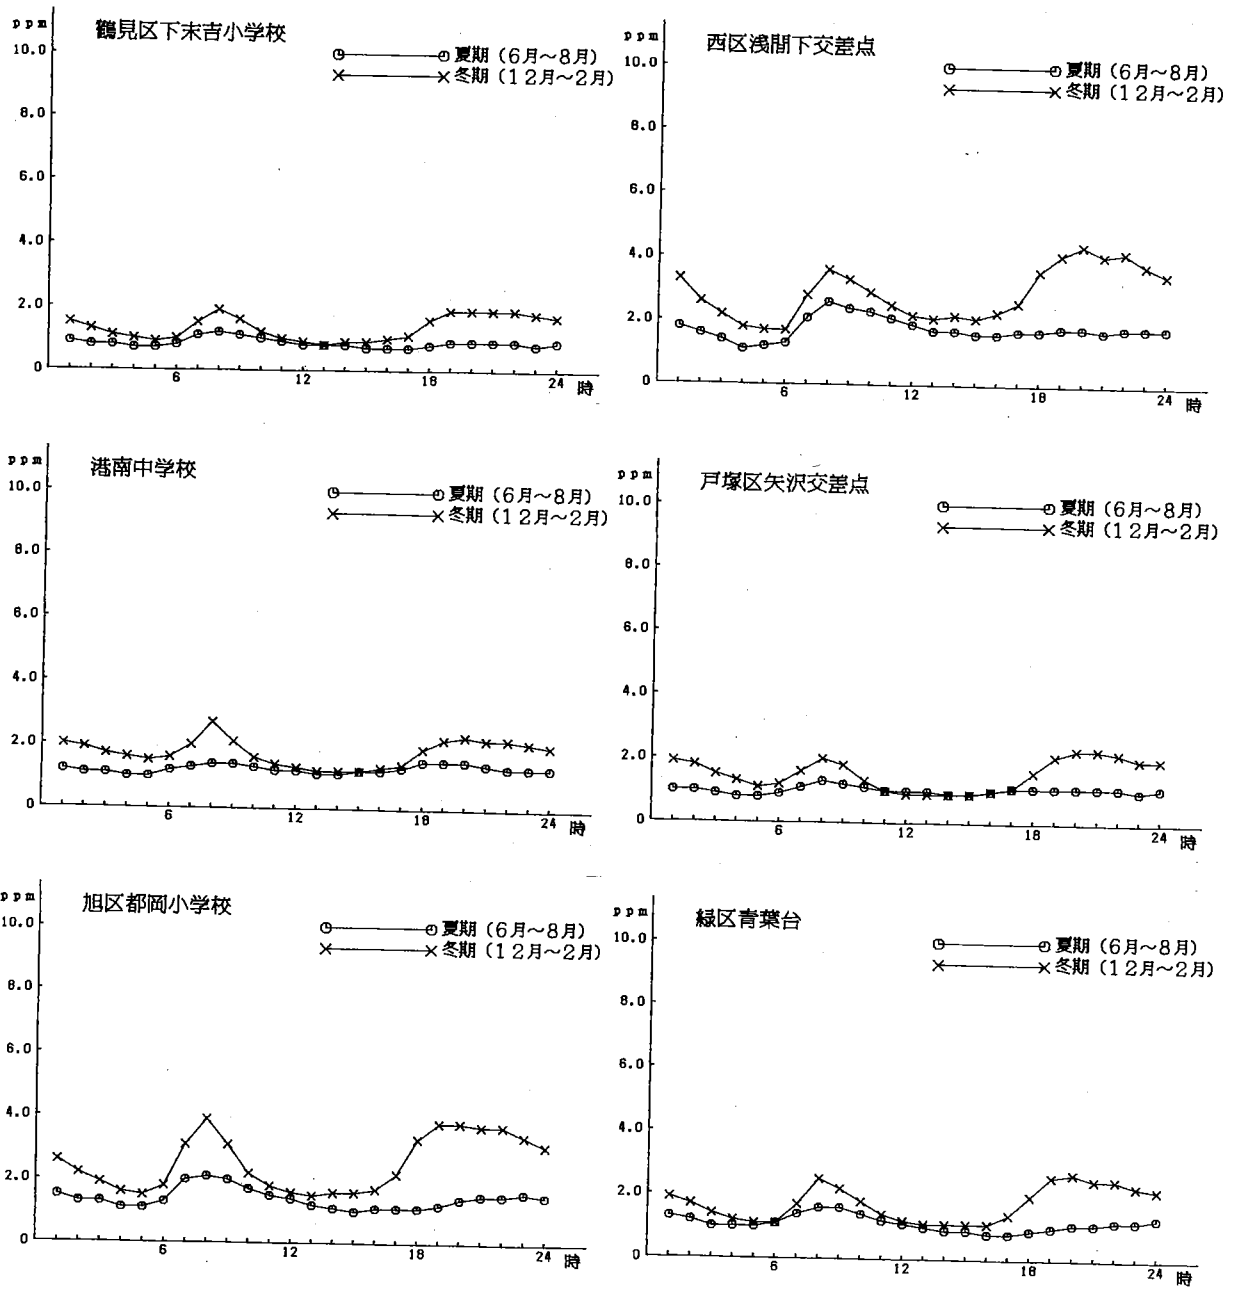 鶴見区下末吉小学校
ppm
10.0
8.0
6.0
4.0
2.0
0
6
12
18
24
時
夏期（6月～8月）
冬期（12月～2月）
西区浅間下交差点
ppm
10.0
8.0
6.0
4.0
2.0
0
6
12
18
24
時
夏期（6月～8月）
冬期（12月～2月）
港南中学校
ppm
10.0
8.0
6.0
4.0
2.0
0
6
12
18
24
時
夏期（6月～8月）
冬期（12月～2月）
戸塚区矢沢交差点
ppm
10.0
8.0
6.0
4.0
2.0
0
6
12
18
24
時
夏期（6月～8月）
冬期（12月～2月）
旭区都岡小学校
ppm
10.0
8.0
6.0
4.0
2.0
0
6
12
18
24
時
夏期（6月～8月）
冬期（12月～2月）
緑区青葉台
ppm
10.0
8.0
6.0
4.0
2.0
0
6
12
18
24
時
夏期（6月～8月）
冬期（12月～2月）